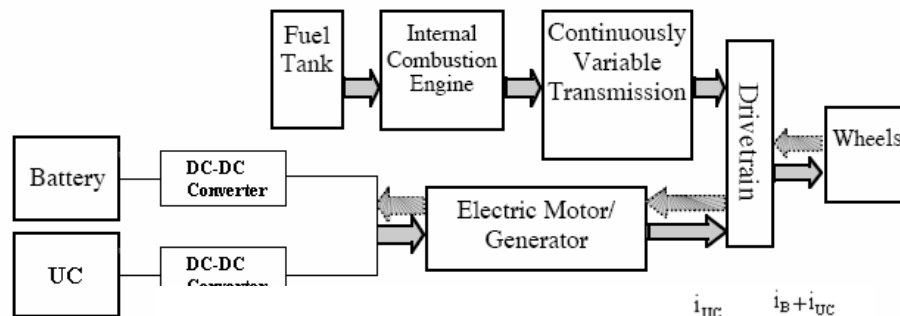 Fuel
Tank
Internal
Combustion
Engine
Continuously
Variable
Transmission
Drivetrain
Wheels
Battery
DC-DC
Converter
Electric Motor/
Generator
UC
DC-DC
Converter
i_UC
i_B+i_UC